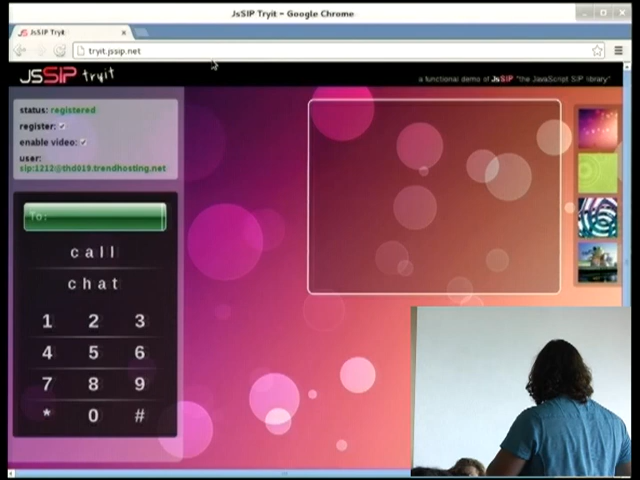 JsSIP Tryit - Google Chrome
JsSIP Tryit
tryit.jssip.net
JsSIP tryit
a functional demo of JsSIP "the JavaScript SIP library"
status: registered
register:
enable video:
user:
sip:1212@thd019.trendhosting.net
To:
call
chat
1 2 3
4 5 6
7 8 9
* 0 #